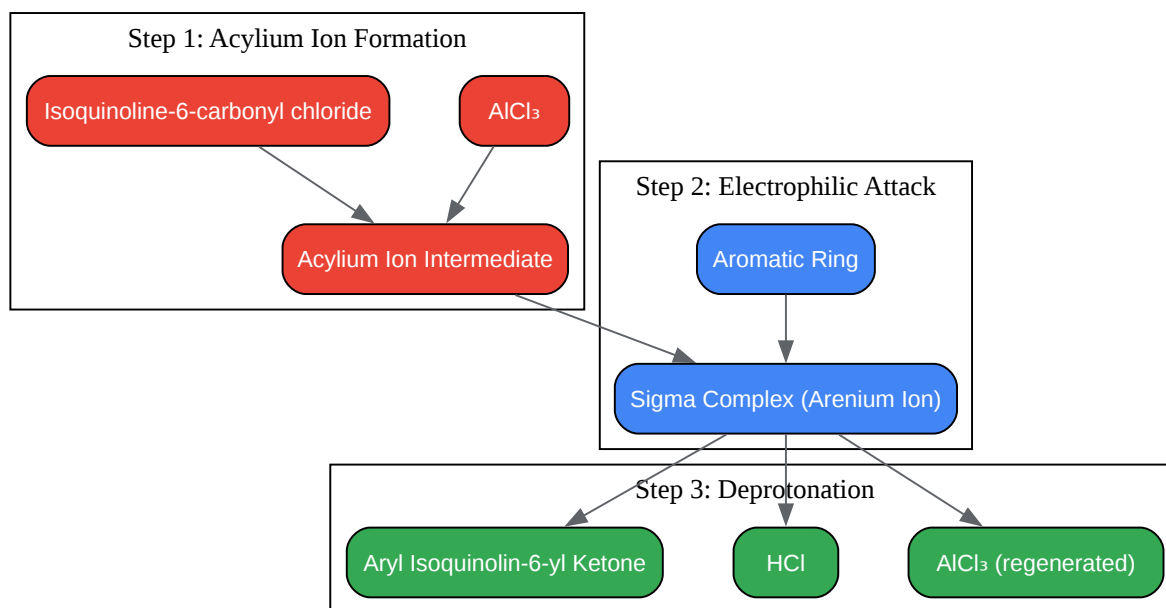 Step 1: Acylium Ion Formation
Isoquinoline-6-carbonyl chloride
AlCl₃
Acylium Ion Intermediate
Step 2: Electrophilic Attack
Aromatic Ring
Sigma Complex (Arenium Ion)
Step 3: Deprotonation
Aryl Isoquinolin-6-yl Ketone
HCl
AlCl₃ (regenerated)